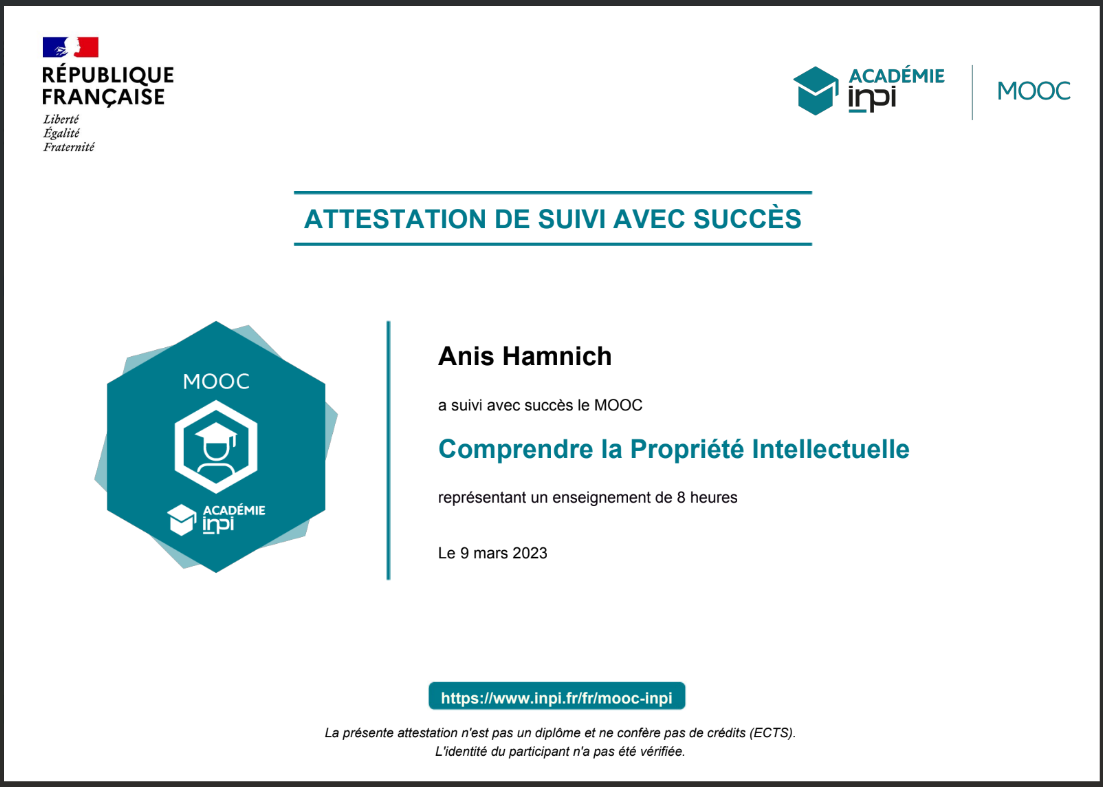 RÉPUBLIQUE
FRANÇAISE
Liberté
Égalité
Fraternité
ACADÉMIE
inpi
MOOC
ATTESTATION DE SUIVI AVEC SUCCÈS
MOOC
ACADÉMIE
inpi
Anis Hamnich
a suivi avec succès le MOOC
Comprendre la Propriété Intellectuelle
représentant un enseignement de 8 heures
Le 9 mars 2023
https://www.inpi.fr/fr/mooc-inpi
La présente attestation n'est pas un diplôme et ne confère pas de crédits (ECTS).
L'identité du participant n'a pas été vérifiée.